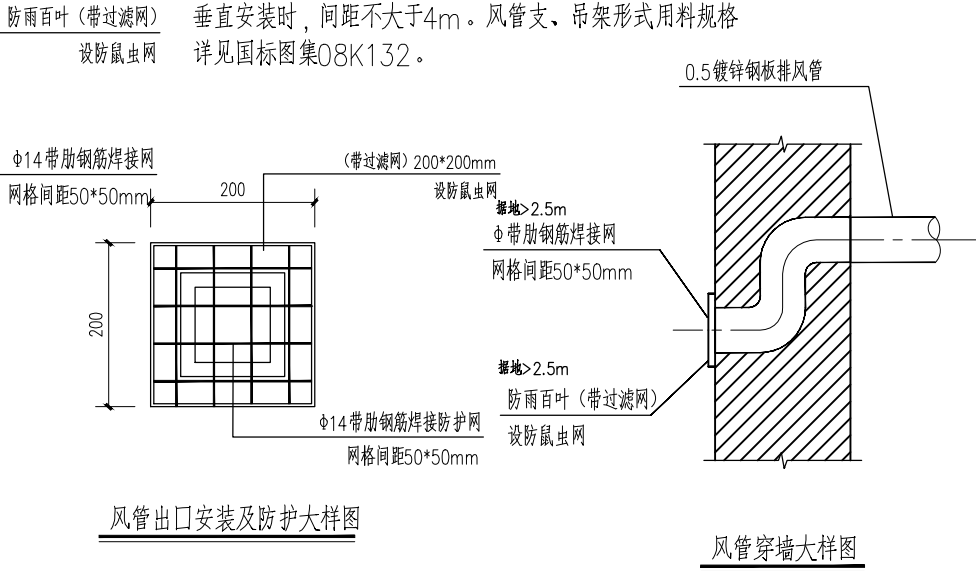 防雨百叶（带过滤网）
设防鼠虫网
垂直安装时，间距不大于4m。风管支、吊架形式用料规格
详见国标图集08K132。
0.5镀锌钢板排风管
Φ14带肋钢筋焊接网
网格间距50*50mm
200
（带过滤网）200*200mm
设防鼠虫网
据地>2.5m
Φ带肋钢筋焊接网
网格间距50*50mm
200
据地>2.5m
防雨百叶（带过滤网）
设防鼠虫网
Φ14带肋钢筋焊接防护网
网格间距50*50mm
风管出口安装及防护大样图
风管穿墙大样图